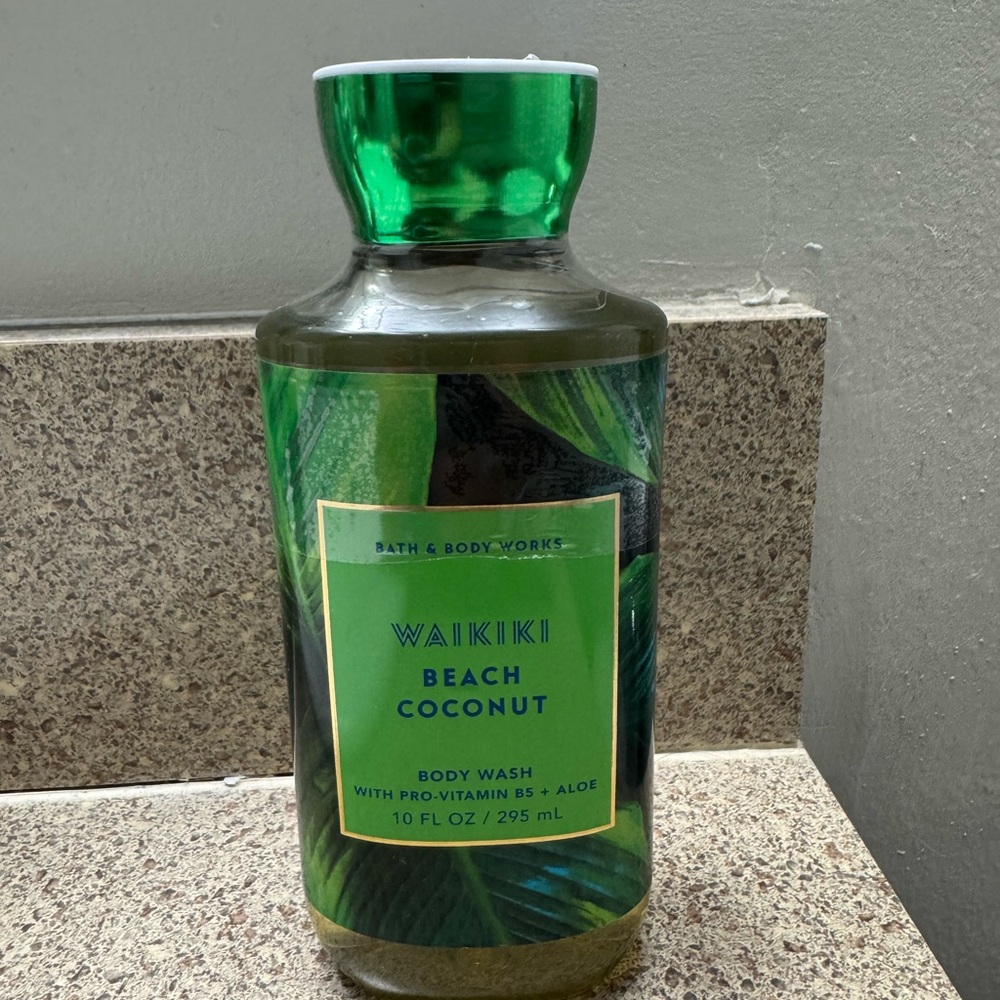 BATH & BODY WORKS
WAIKIKI
BEACH
COCONUT
BODY WASH
WITH PRO-VITAMIN B5 + ALOE
10 FL OZ / 295 mL